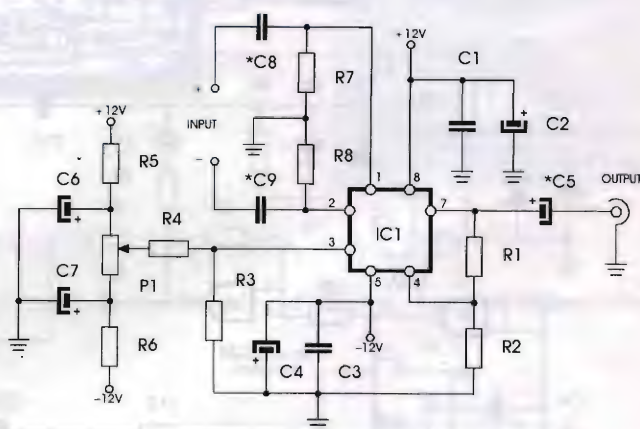 +12V
*C8
R7
C1
C2
+
+
INPUT
–
+12V
R5
R8
*C9
C6
+
R4
1
8
2
IC1
7
+
*C5
OUTPUT
3
R1
P1
C7
+
R3
5
4
R6
–12V
–12V
+
C4
C3
R2